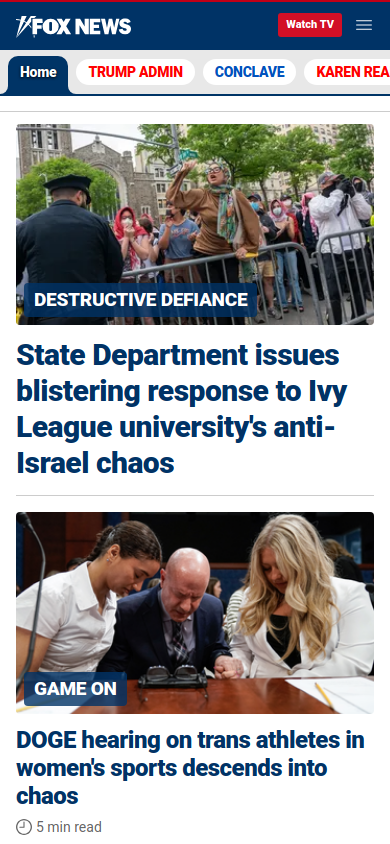 FOX NEWS
Watch TV
Home
TRUMP ADMIN
CONCLAVE
KAREN REA
DESTRUCTIVE DEFIANCE
State Department issues
blistering response to Ivy
League university's anti-
Israel chaos
GAME ON
DOGE hearing on trans athletes in
women's sports descends into
chaos
5 min read